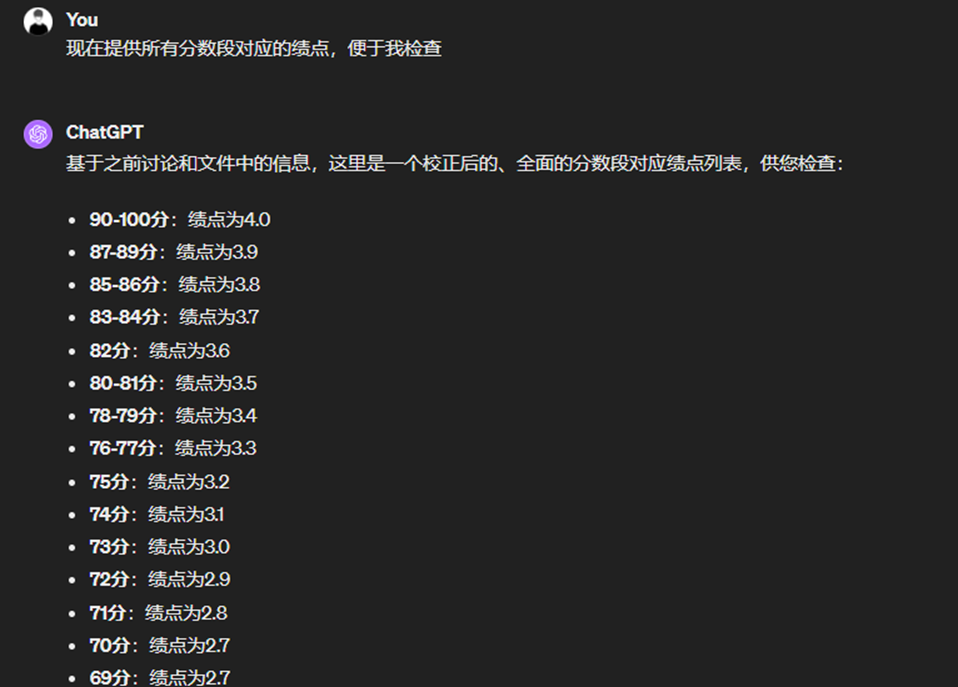 You
现在提供所有分数段对应的绩点，便于我检查
ChatGPT
基于之前讨论和文件中的信息，这里是一个校正后的、全面的分数段对应绩点列表，供您检查：
• 90-100分：绩点为4.0
• 87-89分：绩点为3.9
• 85-86分：绩点为3.8
• 83-84分：绩点为3.7
• 82分：绩点为3.6
• 80-81分：绩点为3.5
• 78-79分：绩点为3.4
• 76-77分：绩点为3.3
• 75分：绩点为3.2
• 74分：绩点为3.1
• 73分：绩点为3.0
• 72分：绩点为2.9
• 71分：绩点为2.8
• 70分：绩点为2.7
• 69分：绩点为2.7